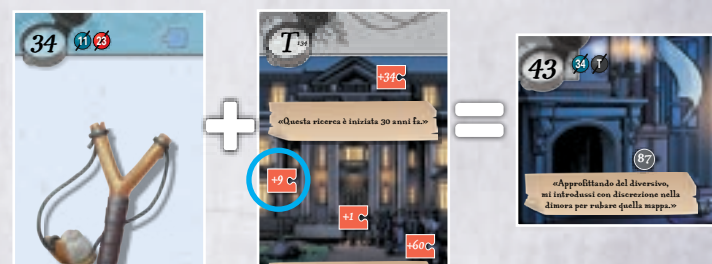 34 11 23
+
T 134
+34
«Questa ricerca è iniziata 30 anni fa.»
+9
+1
+60
=
43 34 T
87
«Approfittando del diversivo,
mi introdussi con discrezione nella
dimora per rubare quella mappa.»